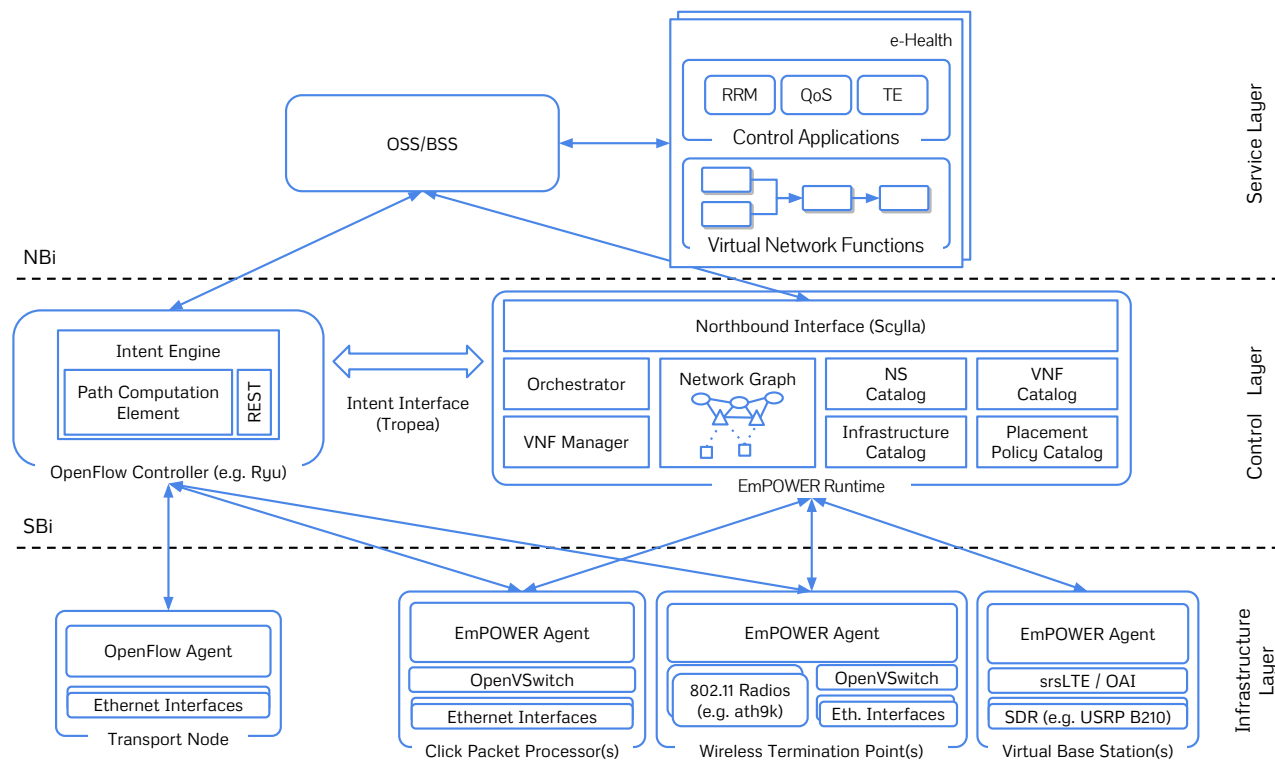 e-Health
RRM
QoS
TE
Control Applications
OSS/BSS
Virtual Network Functions
Service Layer
NBi
Northbound Interface (Scylla)
Intent Engine
Path Computation
Element
REST
OpenFlow Controller (e.g. Ryu)
Intent Interface
(Tropea)
Orchestrator
VNF Manager
Network Graph
NS
Catalog
VNF
Catalog
Infrastructure
Catalog
Placement
Policy Catalog
EmPOWER Runtime
Control Layer
SBi
OpenFlow Agent
Ethernet Interfaces
Transport Node
EmPOWER Agent
OpenVSwitch
Ethernet Interfaces
Click Packet Processor(s)
EmPOWER Agent
802.11 Radios
(e.g. ath9k)
OpenVSwitch
Eth. Interfaces
Wireless Termination Point(s)
EmPOWER Agent
srsLTE / OAI
SDR (e.g. USRP B210)
Virtual Base Station(s)
Infrastructure
Layer